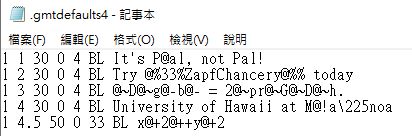 .gmtdefaults4 - 記事本
檔案(F) 編輯(E) 格式(O) 檢視(V) 說明
1 1 30 0 4 BL It's P@al, not Pal!
1 2 30 0 4 BL Try @%33%ZapfChancery@%% today
1 3 30 0 4 BL @~D@~g@-b@- = 2@~pr@~G@~D@~h.
1 4 30 0 4 BL University of Hawaii at M@!a\225noa
1 4.5 50 0 33 BL x@+2@++y@+2